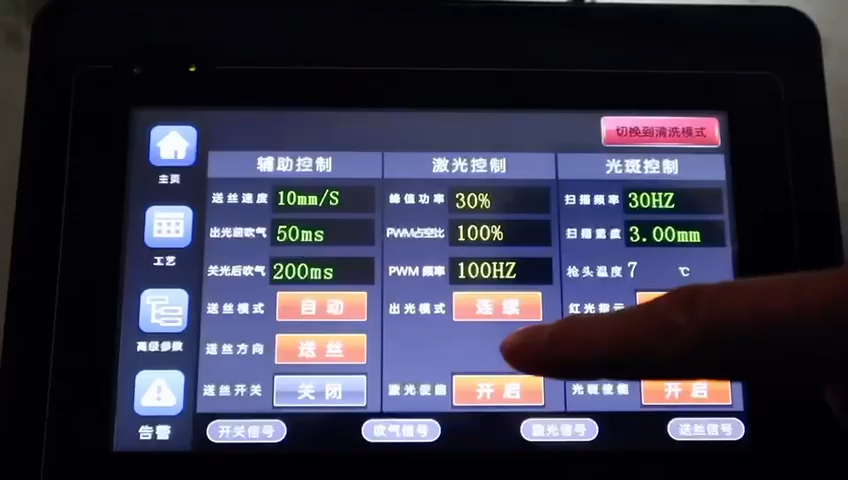 切换到清洗模式
主页
工艺
高级参数
告警
辅助控制
送丝速度 10mm/S
出光前吹气 50ms
关光后吹气 200ms
送丝模式 自动
送丝方向 送丝
送丝开关 关闭
激光控制
峰值功率 30%
PWM占空比 100%
PWM 频率 100HZ
出光模式 连续
激光使能 开启
光斑控制
扫描频率 30HZ
扫描宽度 3.00mm
枪头温度 7 ℃
红光指示
光斑使能 开启
开关信号
吹气信号
激光信号
送丝信号